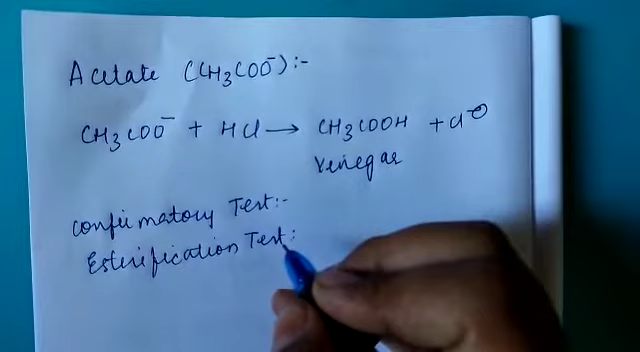 Acetate (CH₃COO⁻):-
CH₃COO⁻ + HCl → CH₃COOH + Cl⊖
Vinegar
Confirmatory Test:-
Esterification Test: